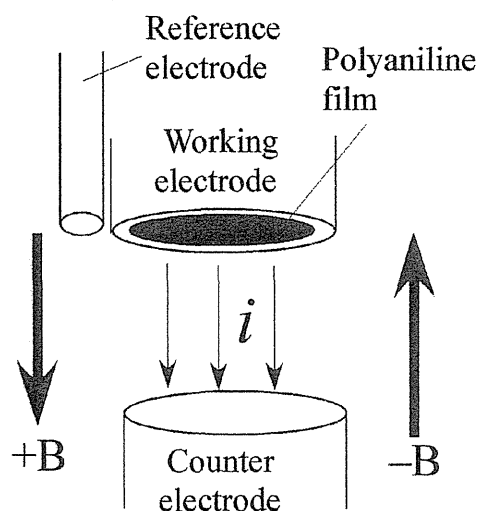 Reference
electrode
Polyaniline
film
Working
electrode
i
+B
−B
Counter
electrode